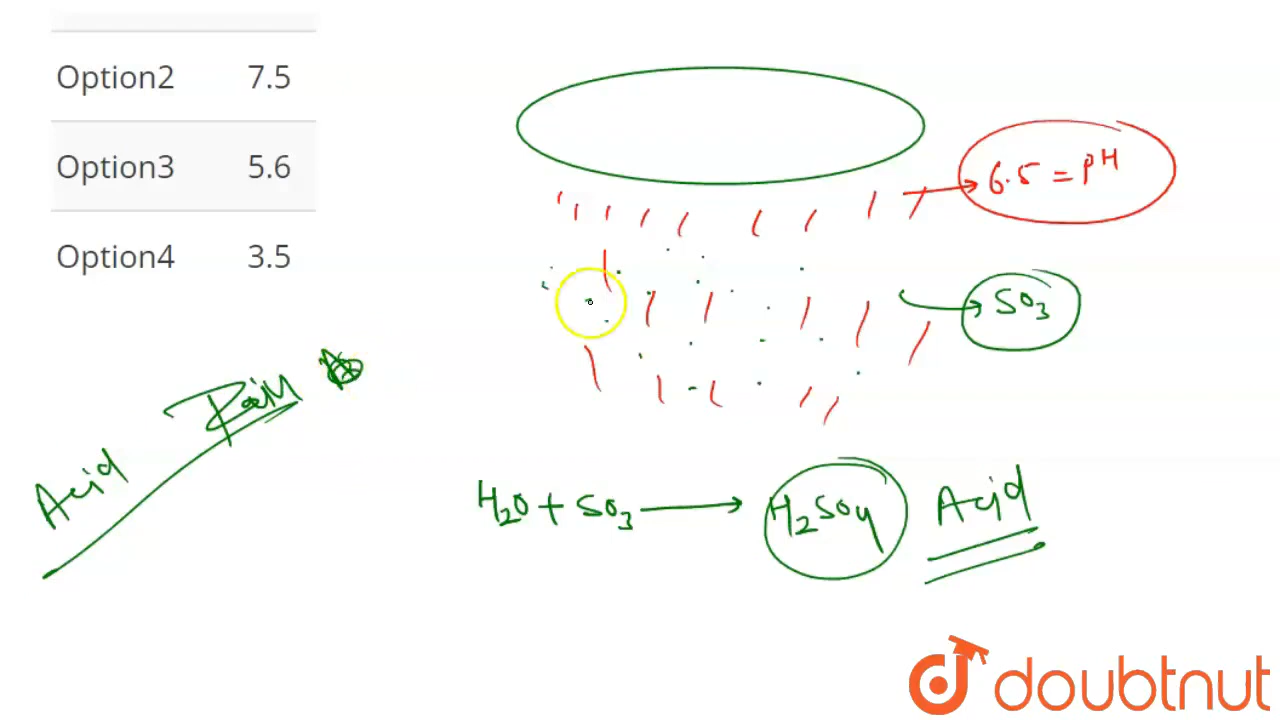 Option2 7.5
Option3 5.6
Option4 3.5
6.5 = pH
SO3
Acid Rain
H2O + SO3 → H2SO4 Acid
doubtnut